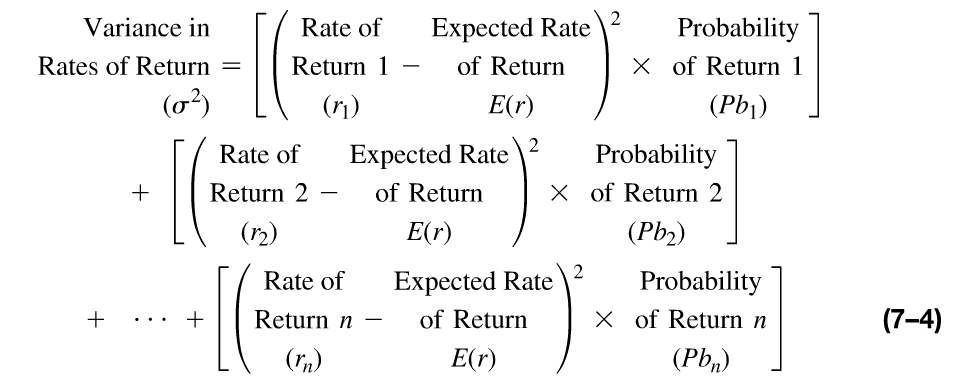 Variance in Rate of Expected Rate 2 Probability
Rates of Return = [( Return 1 − of Return ) × of Return 1 ]
(σ²) (r₁) E(r) (Pb₁)
Rate of Expected Rate 2 Probability
+ [( Return 2 − of Return ) × of Return 2 ]
(r₂) E(r) (Pb₂)
Rate of Expected Rate 2 Probability
+ ··· + [( Return n − of Return ) × of Return n ] (7–4)
(rₙ) E(r) (Pbₙ)